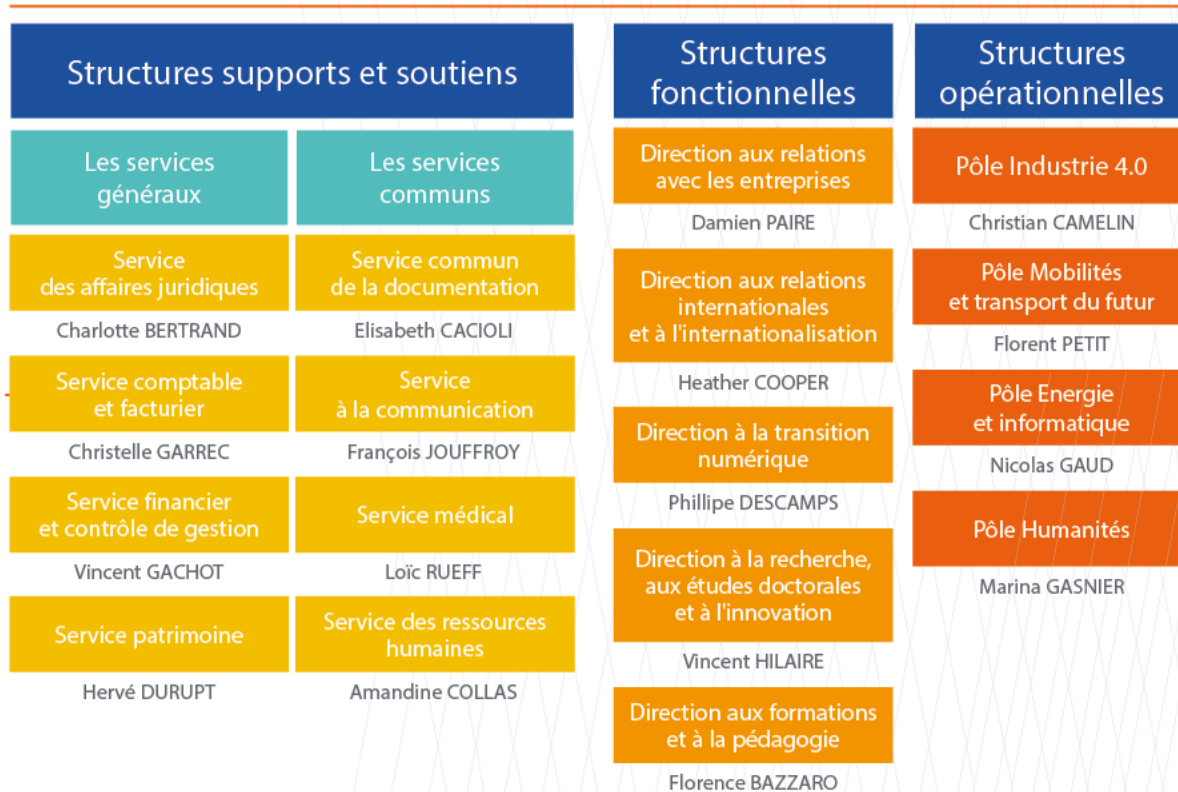 Structures supports et soutiens
Les services
généraux
Service
des affaires juridiques
Charlotte BERTRAND
Service comptable
et facturier
Christelle GARREC
Service financier
et contrôle de gestion
Vincent GACHOT
Service patrimoine
Hervé DURUPT
Les services
communs
Service commun
de la documentation
Elisabeth CACIOLI
Service
à la communication
François JOUFFROY
Service médical
Loïc RUEFF
Service des ressources
humaines
Amandine COLLAS
Structures
fonctionnelles
Direction aux relations
avec les entreprises
Damien PAIRE
Direction aux relations
internationales
et à l'internationalisation
Heather COOPER
Direction à la transition
numérique
Phillipe DESCAMPS
Direction à la recherche,
aux études doctorales
et à l'innovation
Vincent HILAIRE
Direction aux formations
et à la pédagogie
Florence BAZZARO
Structures
opérationnelles
Pôle Industrie 4.0
Christian CAMELIN
Pôle Mobilités
et transport du futur
Florent PETIT
Pôle Energie
et informatique
Nicolas GAUD
Pôle Humanités
Marina GASNIER